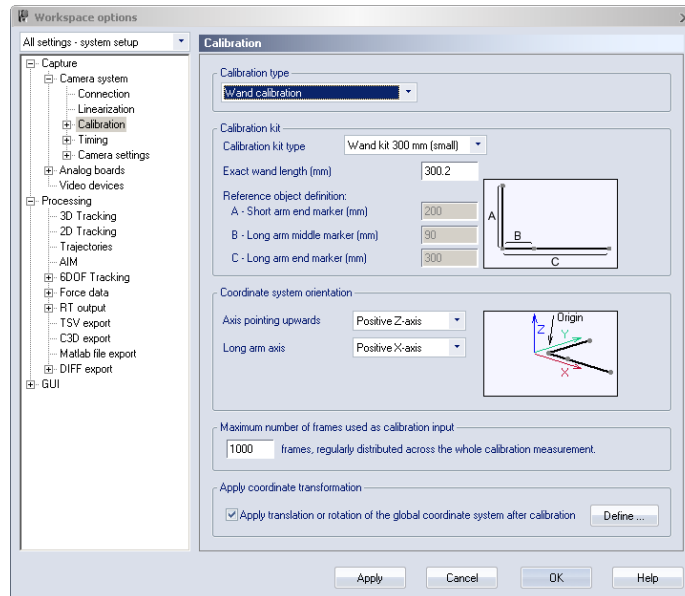 Workspace options
All settings - system setup
Calibration
Capture
Camera system
Connection
Linearization
Calibration
Timing
Camera settings
Analog boards
Video devices
Processing
3D Tracking
2D Tracking
Trajectories
AIM
6DOF Tracking
Force data
RT output
TSV export
C3D export
Matlab file export
DIFF export
GUI
Calibration type
Wand calibration
Calibration kit
Calibration kit type Wand kit 300 mm (small)
Exact wand length (mm) 300.2
Reference object definition:
A - Short arm end marker (mm) 200
B - Long arm middle marker (mm) 90
C - Long arm end marker (mm) 300
A
B
C
Coordinate system orientation
Axis pointing upwards Positive Z-axis
Long arm axis Positive X-axis
Origin
Z
Y
X
Maximum number of frames used as calibration input
1000 frames, regularly distributed across the whole calibration measurement.
Apply coordinate transformation
Apply translation or rotation of the global coordinate system after calibration Define ...
Apply Cancel OK Help